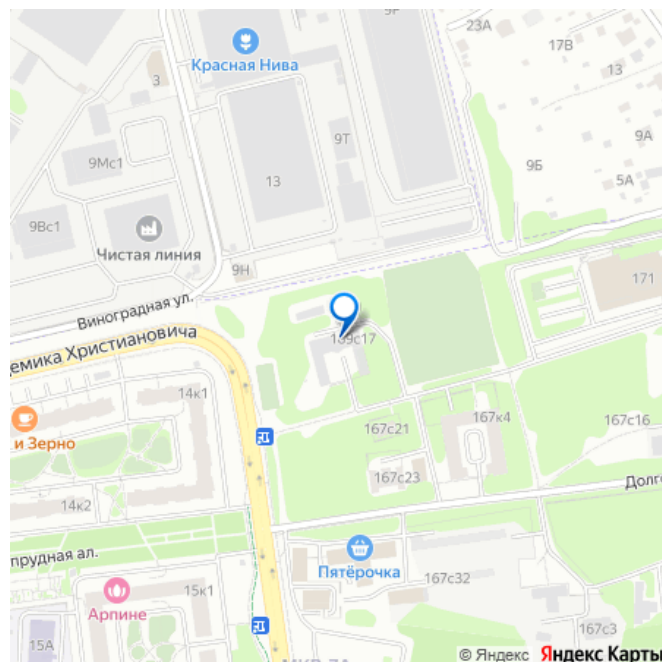 23А
17В
Красная Нива
3
13
9Т
9А
9Мс1
13
9Б
5А
9Вс1
Чистая линия
9Н
171
Виноградная ул.
демика Христиановича
14к1
167с21
167к4
167с16
и Зерно
167с23
14к2
Долго
прудная ал.
Пятёрочка
167с32
15к1
Арпине
167с3
15А
© Яндекс Яндекс Карты